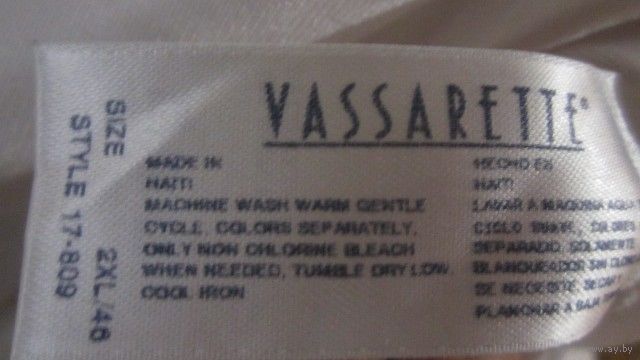 VASSARETTE®
SIZE 2XL/46
STYLE 17-809
MADE IN
HAITI
MACHINE WASH WARM GENTLE
CYCLE, COLORS SEPARATELY,
ONLY NON CHLORINE BLEACH
WHEN NEEDED, TUMBLE DRY LOW
COOL IRON
HECHO EN
HAITI
LAVAR A MAQUINA
CICLO
SEPARADO,
BLANQUEADOR SIN
SE NECESITE,
PLANCHAR A BAJA
www.ay.by